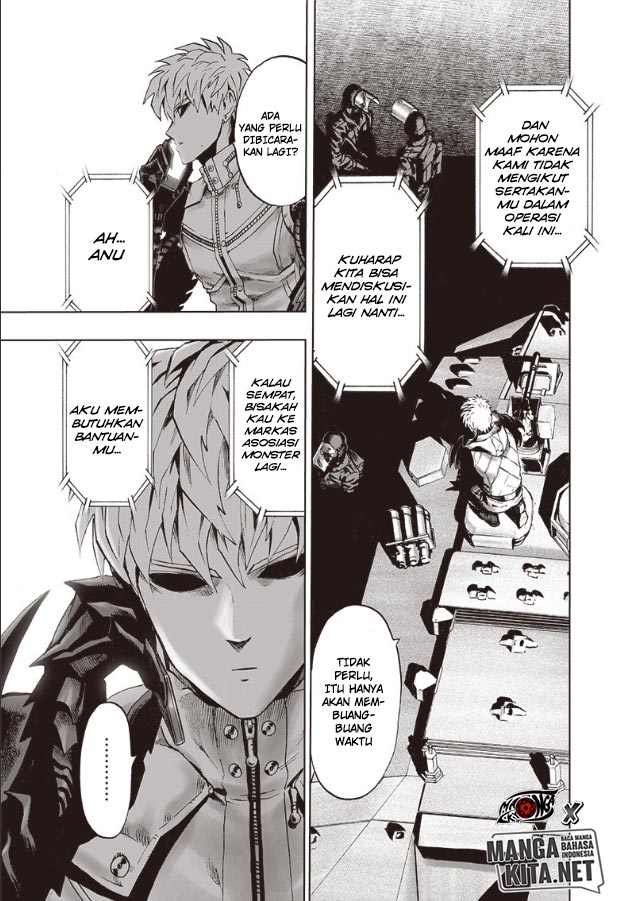 DAN
MOHON
MAAF KARENA
KAMI TIDAK
MENGIKUT
SERTAKAN-
MU DALAM
OPERASI
KALI INI...
KUHARAP
KITA BISA
MENDISKUSI-
KAN HAL INI
LAGI NANTI...
TIDAK
PERLU,
ITU HANYA
AKAN MEM-
BUANG-
BUANG
WAKTU
ADA
YANG PERLU
DIBICARA-
KAN LAGI?
AH...
ANU
KALAU
SEMPAT,
BISAKAH
KAU KE
MARKAS
ASOSIASI
MONSTER
LAGI...
AKU MEM-
BUTUHKAN
BANTUAN-
MU...
..........
X
BACA MANGA
BAHASA
INDONESIA
MANGA
KITA.NET